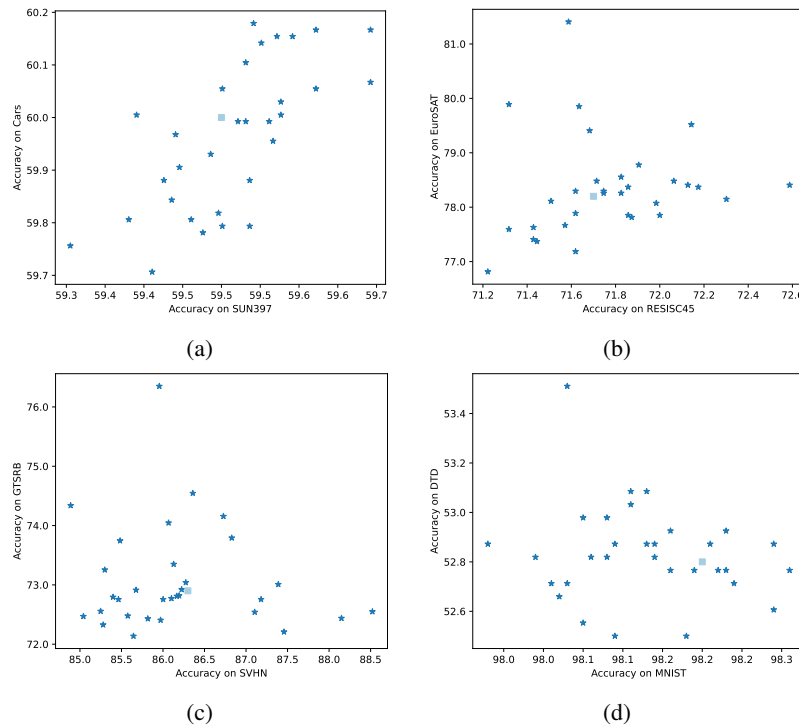 60.2
60.1
60.0
59.9
59.8
59.7
Accuracy on Cars
59.3 59.4 59.5 59.5 59.5 59.6 59.6 59.7
Accuracy on SUN397
(a)
81.0
80.0
79.0
78.0
77.0
Accuracy on EuroSAT
71.2 71.4 71.6 71.8 72.0 72.2 72.4 72.6
Accuracy on RESISC45
(b)
76.0
75.0
74.0
73.0
72.0
Accuracy on GTSRB
85.0 85.5 86.0 86.5 87.0 87.5 88.0 88.5
Accuracy on SVHN
(c)
53.4
53.2
53.0
52.8
52.6
Accuracy on DTD
98.0 98.0 98.1 98.1 98.2 98.2 98.2 98.3
Accuracy on MNIST
(d)